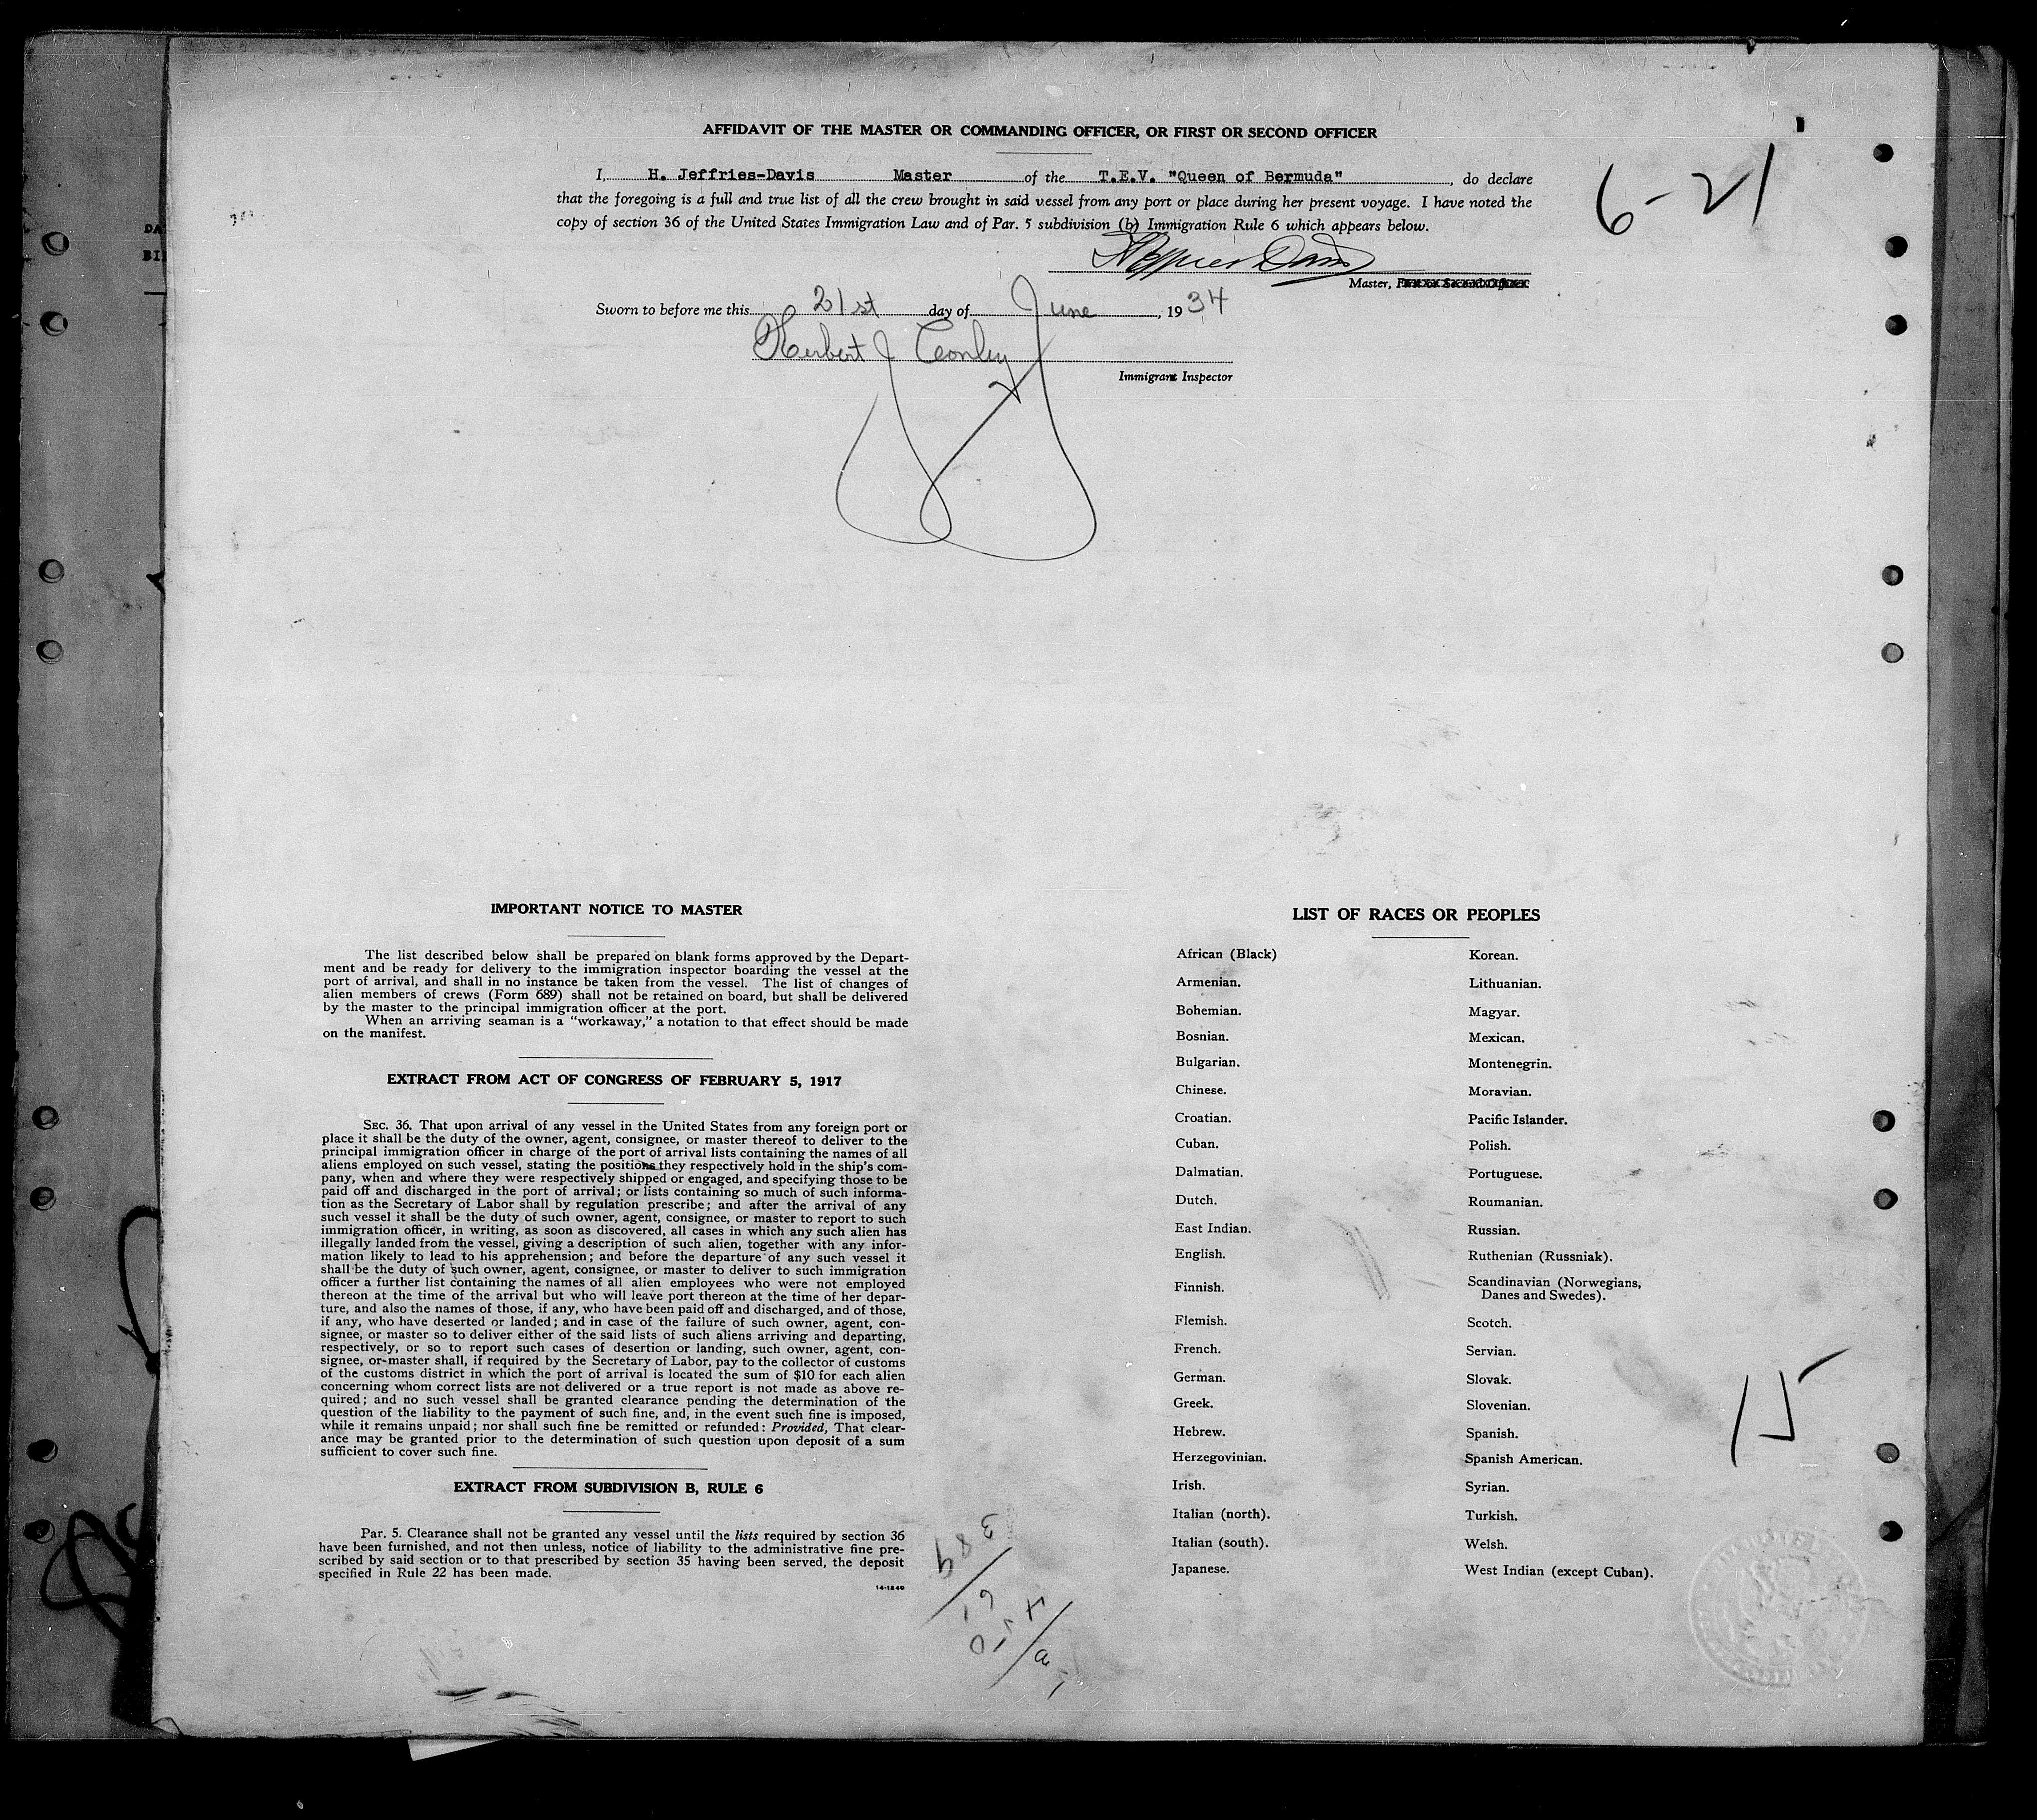 AFFIDAVIT OF THE MASTER OR COMMANDING OFFICER, OR FIRST OR SECOND OFFICER
I, H. Jeffries-Davis Master of the T.E.V. "Queen of Bermuda", do declare
that the foregoing is a full and true list of all the crew brought in said vessel from any port or place during her present voyage. I have noted the
copy of section 36 of the United States Immigration Law and of Par. 5 subdivision (b) Immigration Rule 6 which appears below.
6-21
H Jeffries Davis
Master, First or Second Officer
Sworn to before me this 21st day of June, 1934
Herbert J Conley
Immigrant Inspector
IMPORTANT NOTICE TO MASTER
The list described below shall be prepared on blank forms approved by the Depart-
ment and be ready for delivery to the immigration inspector boarding the vessel at the
port of arrival, and shall in no instance be taken from the vessel. The list of changes of
alien members of crews (Form 689) shall not be retained on board, but shall be delivered
by the master to the principal immigration officer at the port.
When an arriving seaman is a "workaway," a notation to that effect should be made
on the manifest.
EXTRACT FROM ACT OF CONGRESS OF FEBRUARY 5, 1917
SEC. 36. That upon arrival of any vessel in the United States from any foreign port or
place it shall be the duty of the owner, agent, consignee, or master thereof to deliver to the
principal immigration officer in charge of the port of arrival lists containing the names of all
aliens employed on such vessel, stating the positions they respectively hold in the ship's com-
pany, when and where they were respectively shipped or engaged, and specifying those to be
paid off and discharged in the port of arrival; or lists containing so much of such informa-
tion as the Secretary of Labor shall by regulation prescribe; and after the arrival of any
such vessel it shall be the duty of such owner, agent, consignee, or master to report to such
immigration officer, in writing, as soon as discovered, all cases in which any such alien has
illegally landed from the vessel, giving a description of such alien, together with any infor-
mation likely to lead to his apprehension; and before the departure of any such vessel it
shall be the duty of such owner, agent, consignee, or master to deliver to such immigration
officer a further list containing the names of all alien employees who were not employed
thereon at the time of the arrival but who will leave port thereon at the time of her depar-
ture, and also the names of those, if any, who have been paid off and discharged, and of those,
if any, who have deserted or landed; and in case of the failure of such owner, agent, con-
signee, or master so to deliver either of the said lists of such aliens arriving and departing,
respectively, or so to report such cases of desertion or landing, such owner, agent, con-
signee, or master shall, if required by the Secretary of Labor, pay to the collector of customs
of the customs district in which the port of arrival is located the sum of $10 for each alien
concerning whom correct lists are not delivered or a true report is not made as above re-
quired; and no such vessel shall be granted clearance pending the determination of the
question of the liability to the payment of such fine, and, in the event such fine is imposed,
while it remains unpaid; nor shall such fine be remitted or refunded: Provided, That clear-
ance may be granted prior to the determination of such question upon deposit of a sum
sufficient to cover such fine.
EXTRACT FROM SUBDIVISION B, RULE 6
Par. 5. Clearance shall not be granted any vessel until the lists required by section 36
have been furnished, and not then unless, notice of liability to the administrative fine pre-
scribed by said section or to that prescribed by section 35 having been served, the deposit
specified in Rule 22 has been made.
14-1240
LIST OF RACES OR PEOPLES
African (Black)
Armenian.
Bohemian.
Bosnian.
Bulgarian.
Chinese.
Croatian.
Cuban.
Dalmatian.
Dutch.
East Indian.
English.
Finnish.
Flemish.
French.
German.
Greek.
Hebrew.
Herzegovinian.
Irish.
Italian (north).
Italian (south).
Japanese.
Korean.
Lithuanian.
Magyar.
Mexican.
Montenegrin.
Moravian.
Pacific Islander.
Polish.
Portuguese.
Roumanian.
Russian.
Ruthenian (Russniak).
Scandinavian (Norwegians,
Danes and Swedes).
Scotch.
Servian.
Slovak.
Slovenian.
Spanish.
Spanish American.
Syrian.
Turkish.
Welsh.
West Indian (except Cuban).
15